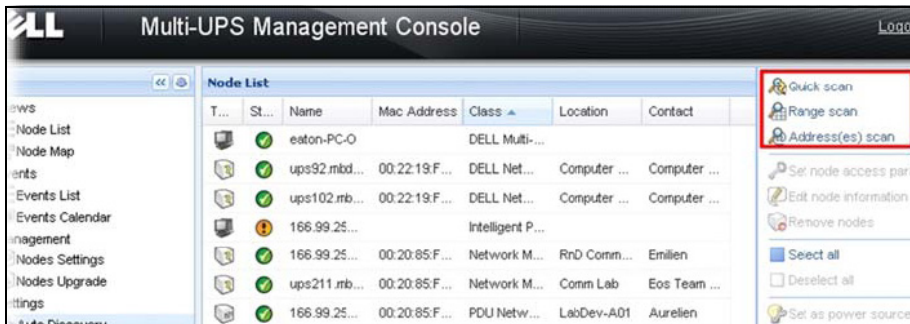 DELL Multi-UPS Management Console
Node List
T... St... Name Mac Address Class Location Contact
eaton-PC-O DELL Multi-...
ups92.mbd... 00:22:19:F... DELL Net... Computer ... Computer ...
ups102.mb... 00:22:19:F... DELL Net... Computer ... Computer ...
166.99.25... Intelligent P...
166.99.25... 00:20:85:F... Network M... RnD Comm... Emilien
ups211.mb... 00:20:85:F... Network M... Comm Lab Eos Team ...
166.99.25... 00:20:85:F... PDU Netw... LabDev-A01 Aurelien
Node List
Node Map
Events List
Events Calendar
Nodes Settings
Nodes Upgrade
Auto Discovery
Quick scan
Range scan
Address(es) scan
Set node access par
Edit node information
Remove nodes
Select all
Deselect all
Set as power source